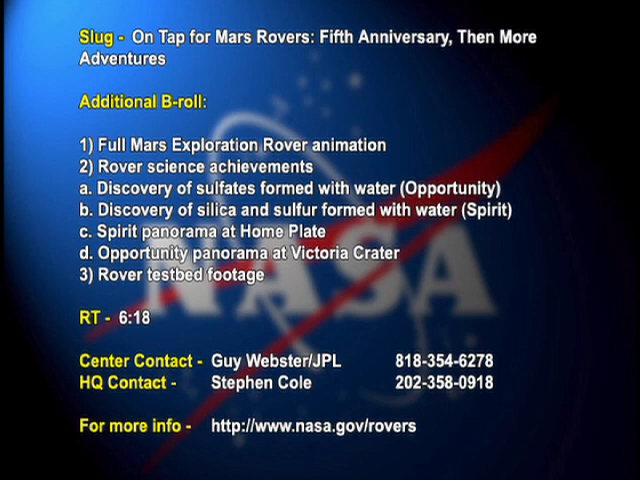 Slug - On Tap for Mars Rovers: Fifth Anniversary, Then More
Adventures
Additional B-roll:
1) Full Mars Exploration Rover animation
2) Rover science achievements
a. Discovery of sulfates formed with water (Opportunity)
b. Discovery of silica and sulfur formed with water (Spirit)
c. Spirit panorama at Home Plate
d. Opportunity panorama at Victoria Crater
3) Rover testbed footage
NASA
RT - 6:18
Center Contact - Guy Webster/JPL 818-354-6278
HQ Contact - Stephen Cole 202-358-0918
For more info - http://www.nasa.gov/rovers